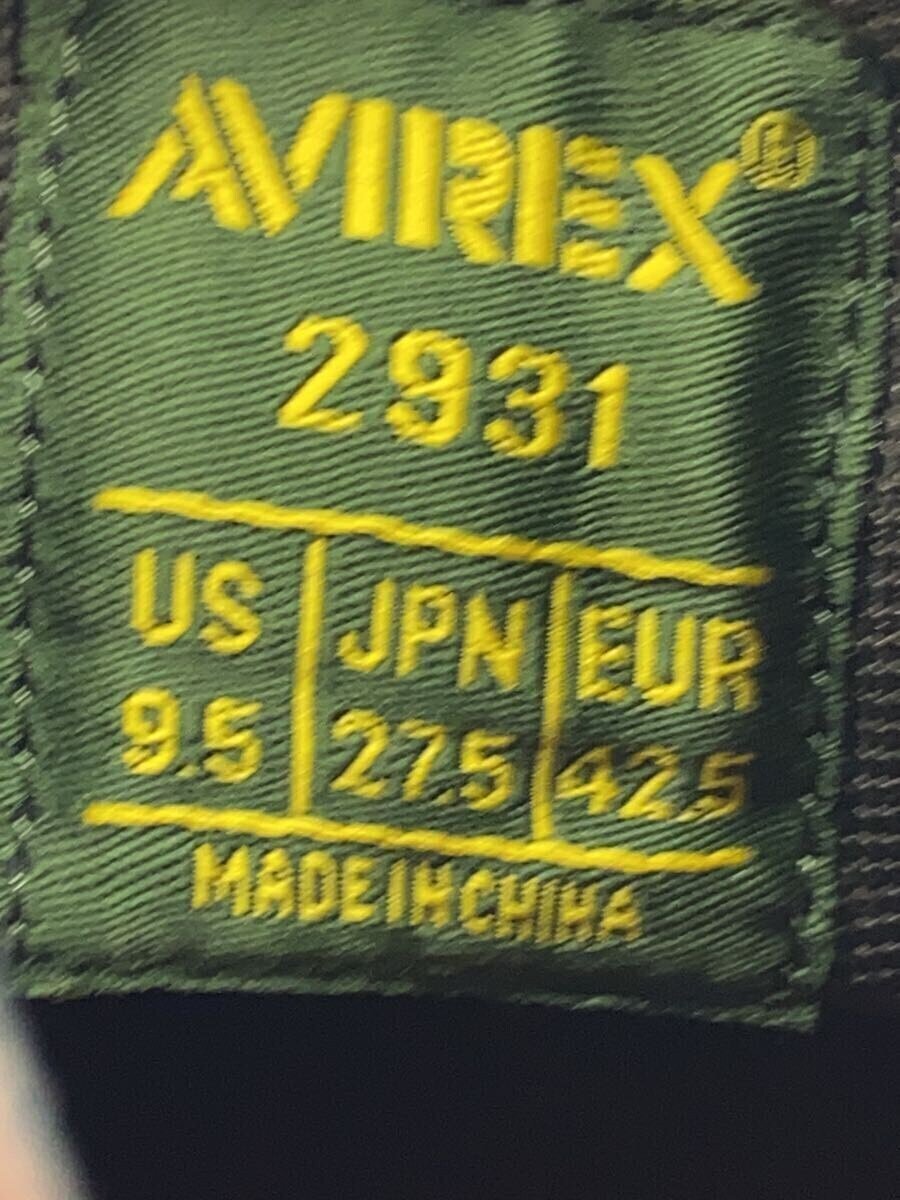 AVIREX®
2931
US JPN EUR
9.5 27.5 42.5
MADE IN CHINA